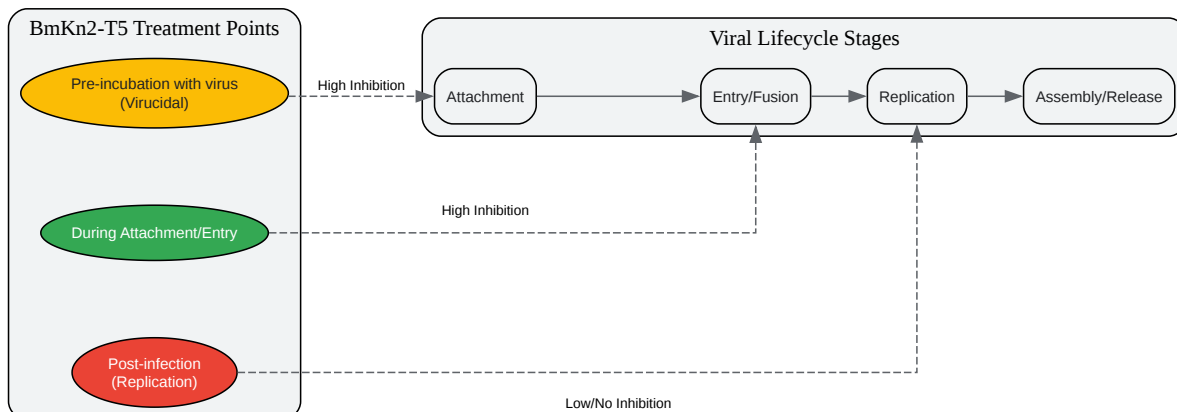 BmKn2-T5 Treatment Points
Pre-incubation with virus
(Virucidal)
During Attachment/Entry
Post-infection
(Replication)
High Inhibition
High Inhibition
Low/No Inhibition
Viral Lifecycle Stages
Attachment
Entry/Fusion
Replication
Assembly/Release